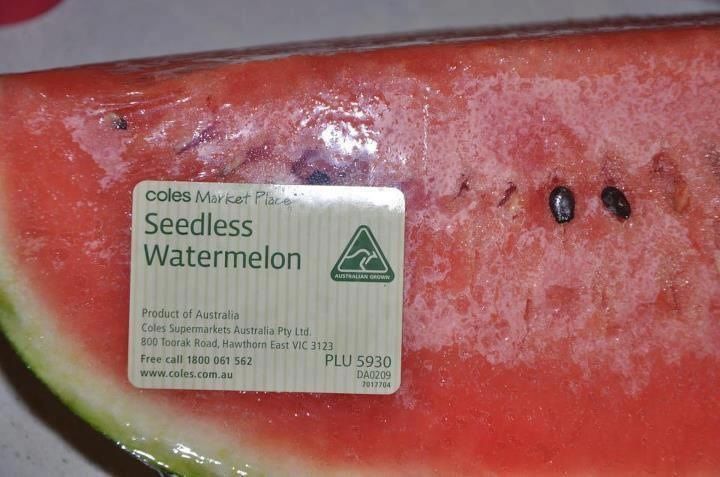 coles Market Place
Seedless
Watermelon
AUSTRALIAN GROWN
Product of Australia
Coles Supermarkets Australia Pty Ltd.
800 Toorak Road, Hawthorn East VIC 3123
Free call 1800 061 562
www.coles.com.au
PLU 5930
DA0209
7017704